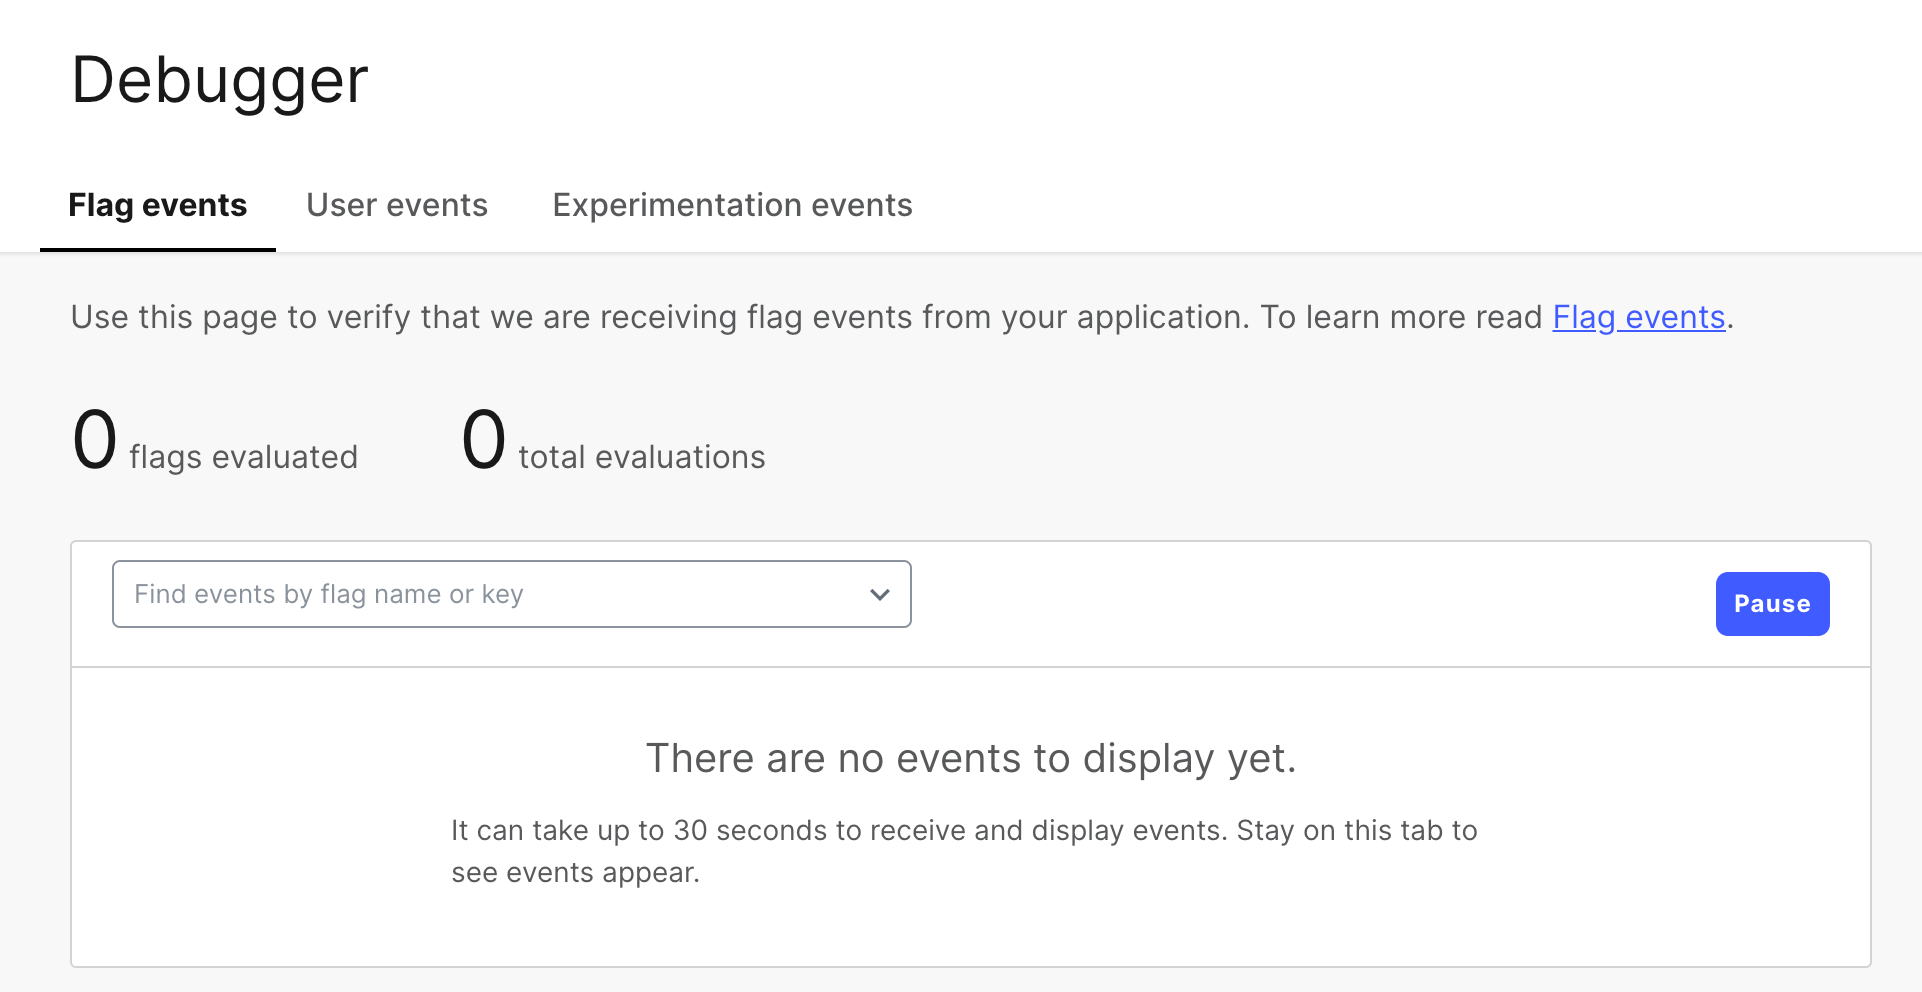 Debugger
Flag events
User events
Experimentation events
Use this page to verify that we are receiving flag events from your application. To learn more read Flag events.
0 flags evaluated
0 total evaluations
Find events by flag name or key
Pause
There are no events to display yet.
It can take up to 30 seconds to receive and display events. Stay on this tab to
see events appear.